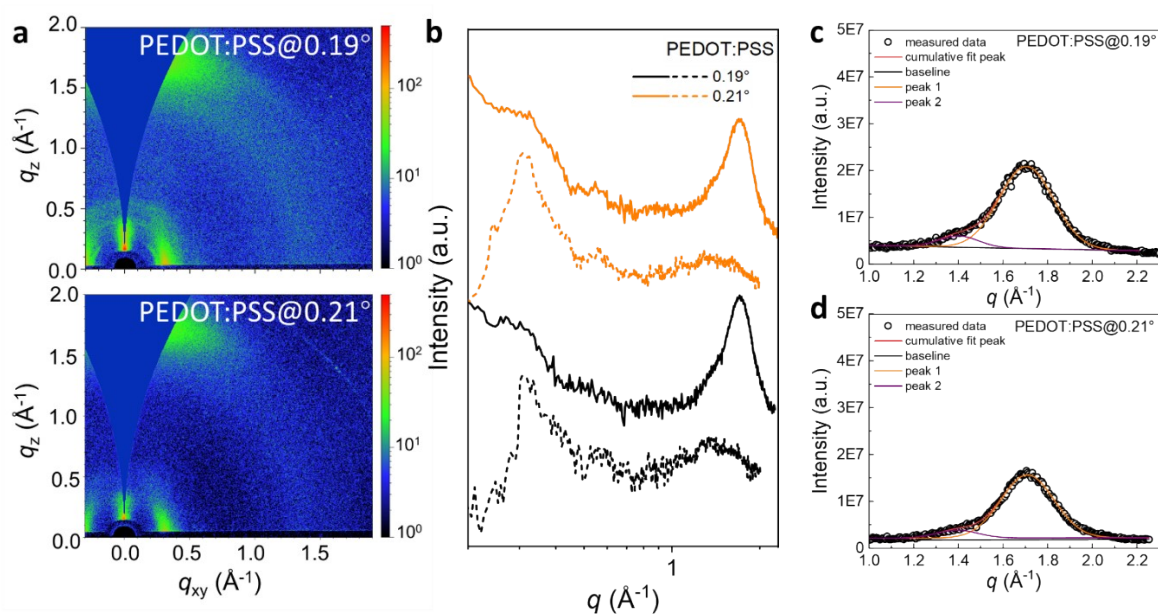 a
PEDOT:PSS@0.19°
2.0
1.5
1.0
0.5
0.0
q_z (Å⁻¹)
10²
10¹
10⁰
PEDOT:PSS@0.21°
2.0
1.5
1.0
0.5
0.0
q_z (Å⁻¹)
10²
10¹
10⁰
0.0 0.5 1.0 1.5
q_xy (Å⁻¹)
b
PEDOT:PSS
0.19°
0.21°
Intensity (a.u.)
1
q (Å⁻¹)
c
PEDOT:PSS@0.19°
measured data
cumulative fit peak
baseline
peak 1
peak 2
5E7
4E7
3E7
2E7
1E7
0
Intensity (a.u.)
1.0 1.2 1.4 1.6 1.8 2.0 2.2
q (Å⁻¹)
d
PEDOT:PSS@0.21°
measured data
cumulative fit peak
baseline
peak 1
peak 2
5E7
4E7
3E7
2E7
1E7
0
Intensity (a.u.)
1.0 1.2 1.4 1.6 1.8 2.0 2.2
q (Å⁻¹)